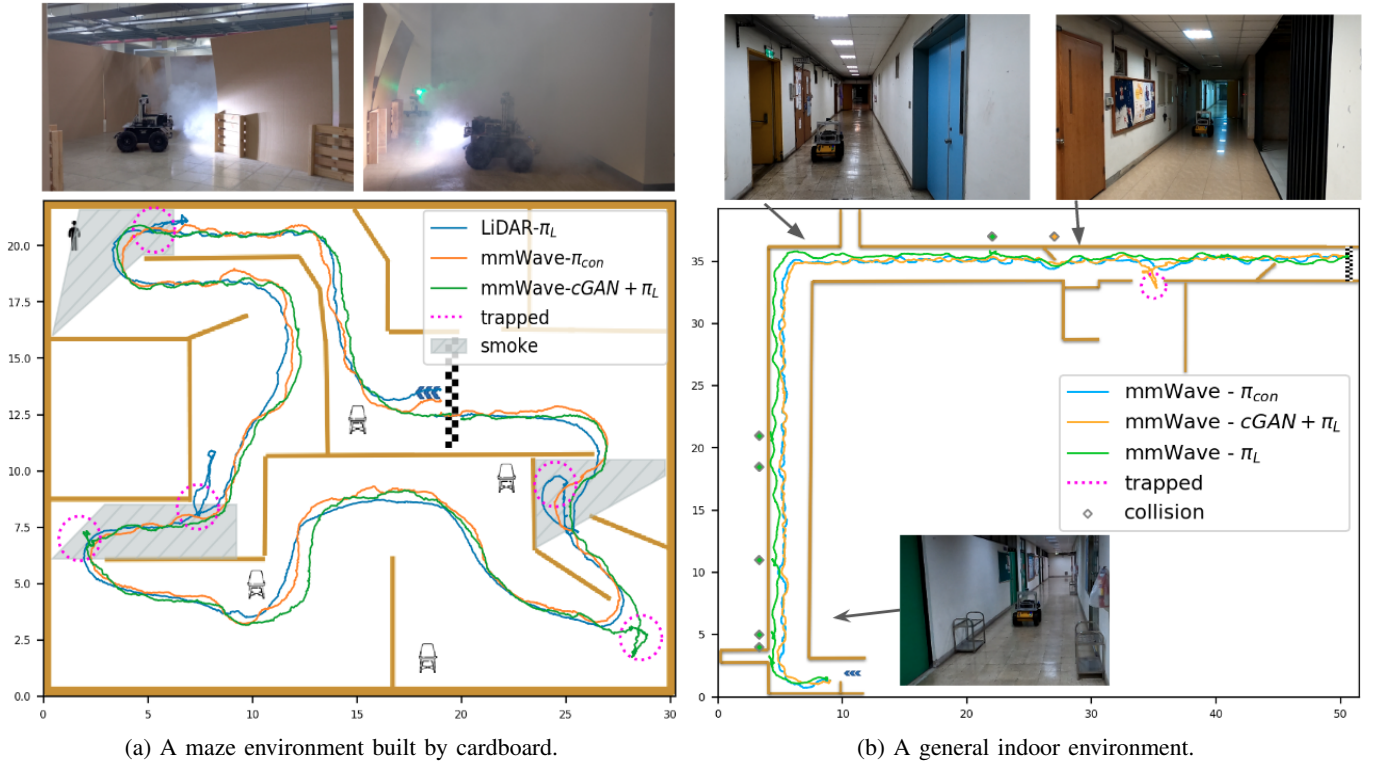 20.0
17.5
15.0
12.5
10.0
7.5
5.0
2.5
0.0
0 5 10 15 20 25 30
LiDAR-π_L
mmWave-π_con
mmWave-cGAN + π_L
trapped
smoke
(a) A maze environment built by cardboard.
35
30
25
20
15
10
5
0
0 10 20 30 40 50
mmWave - π_con
mmWave - cGAN + π_L
mmWave - π_L
trapped
collision
(b) A general indoor environment.